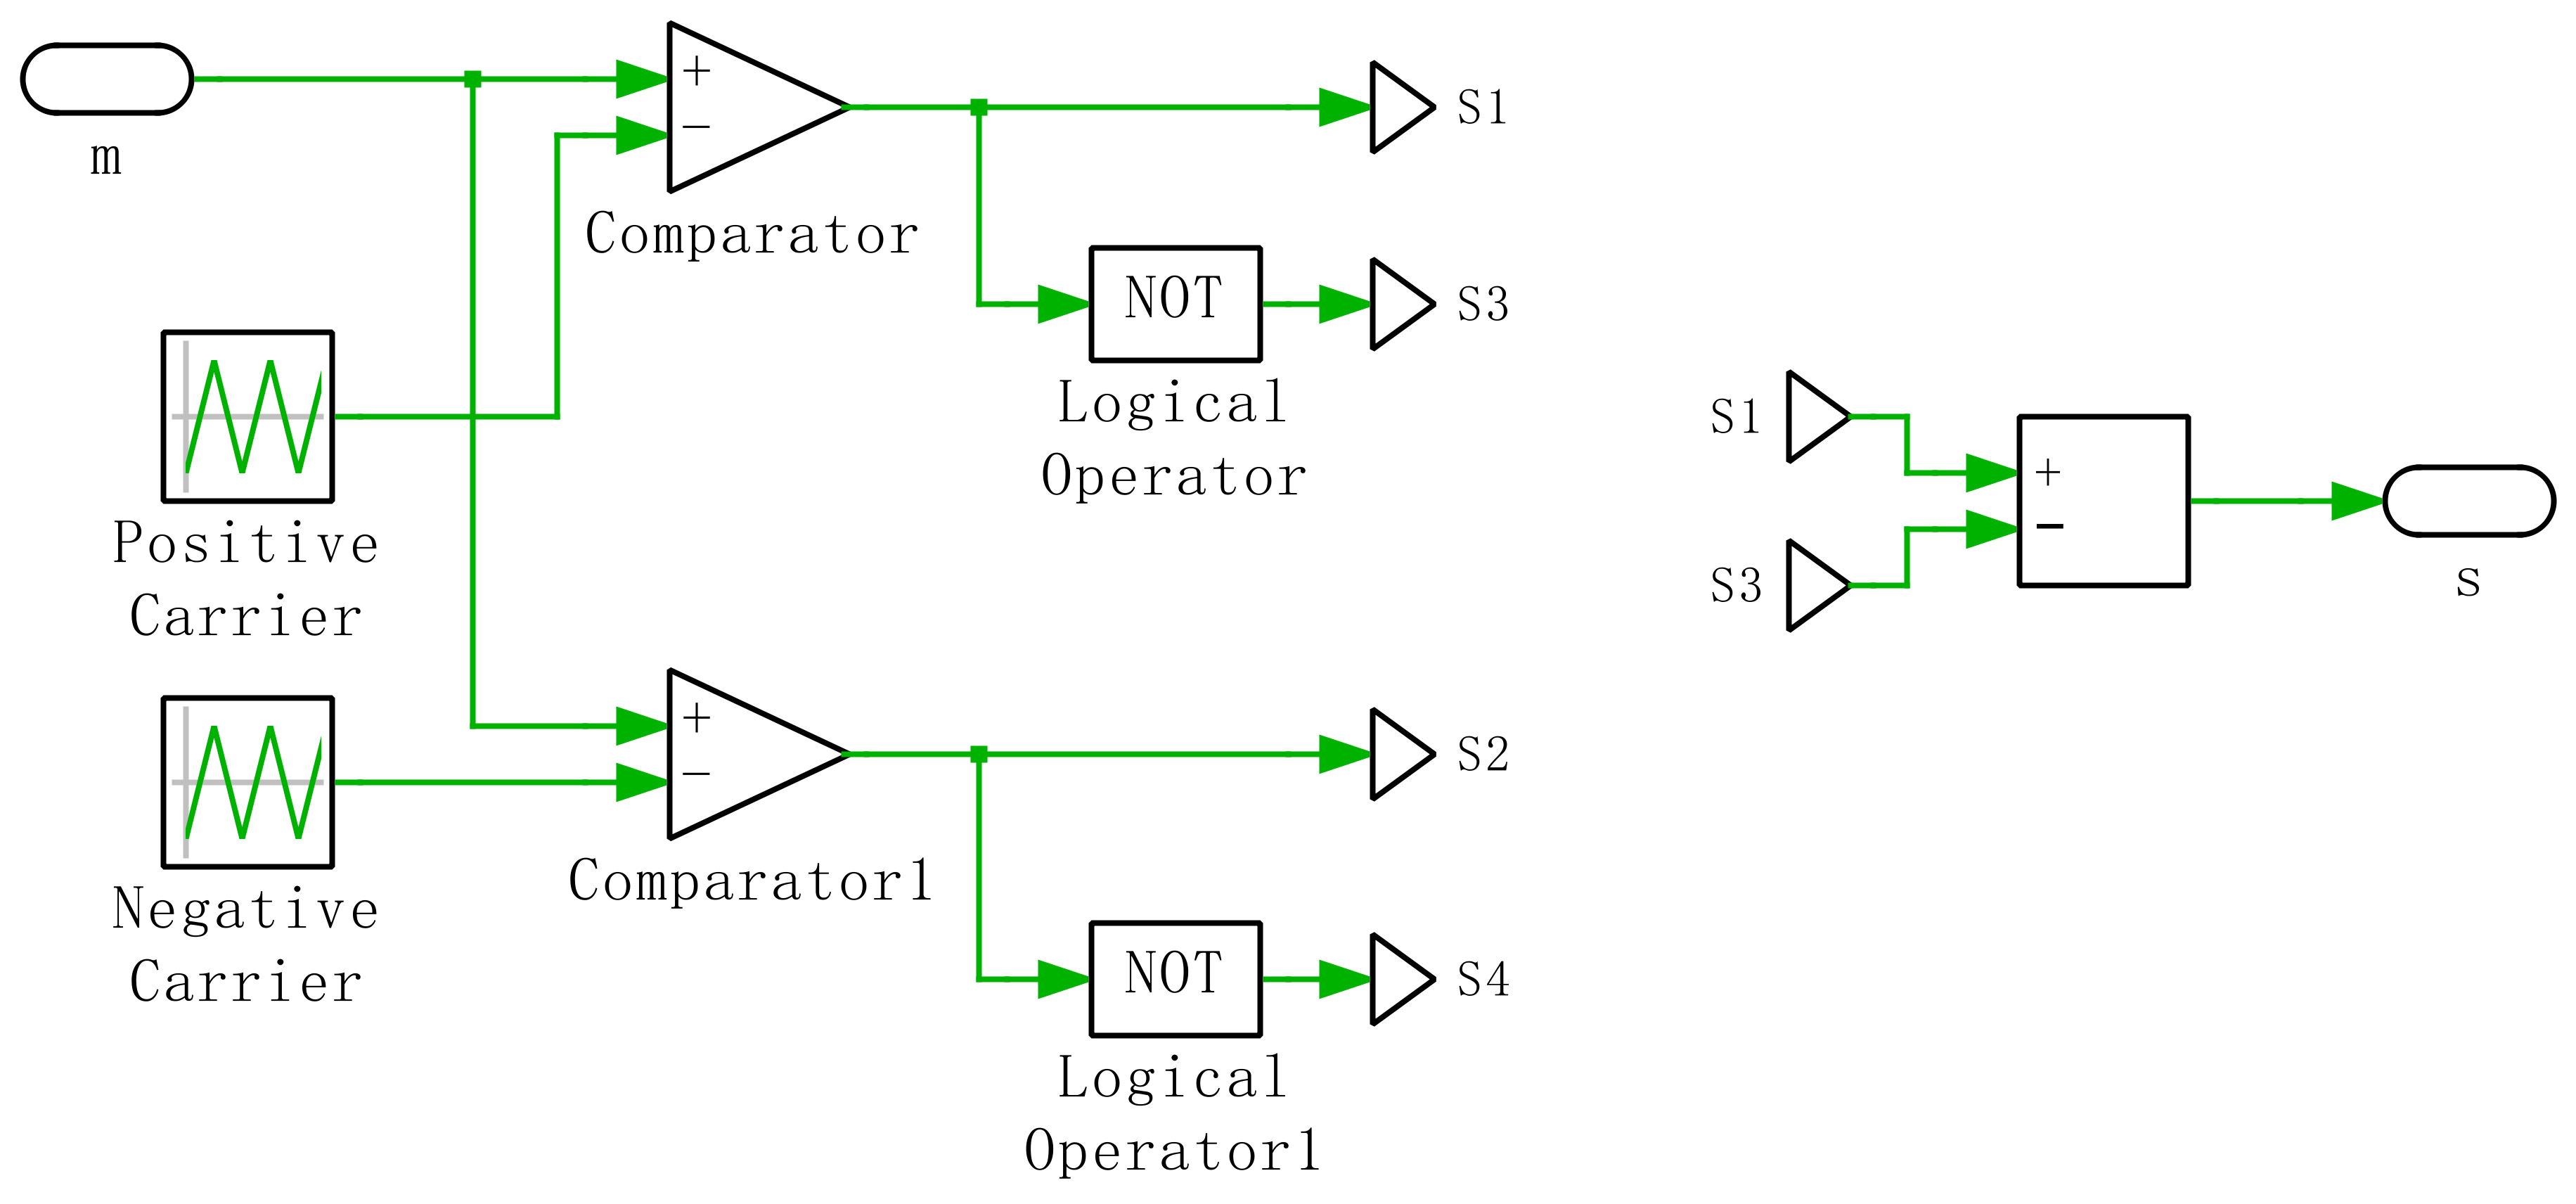 m
+
−
Comparator
S1
NOT
S3
Logical
Operator
Positive
Carrier
S1
S3
+
−
s
+
−
Comparator1
S2
Negative
Carrier
NOT
S4
Logical
Operator1